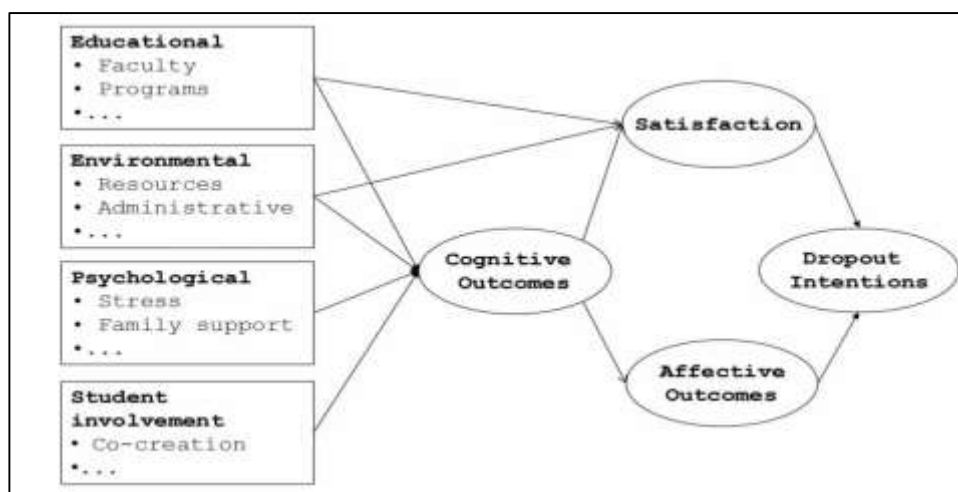 Educational
• Faculty
• Programs
•...
Environmental
• Resources
• Administrative
•...
Psychological
• Stress
• Family support
•...
Student
involvement
• Co-creation
•...
Cognitive
Outcomes
Satisfaction
Affective
Outcomes
Dropout
Intentions